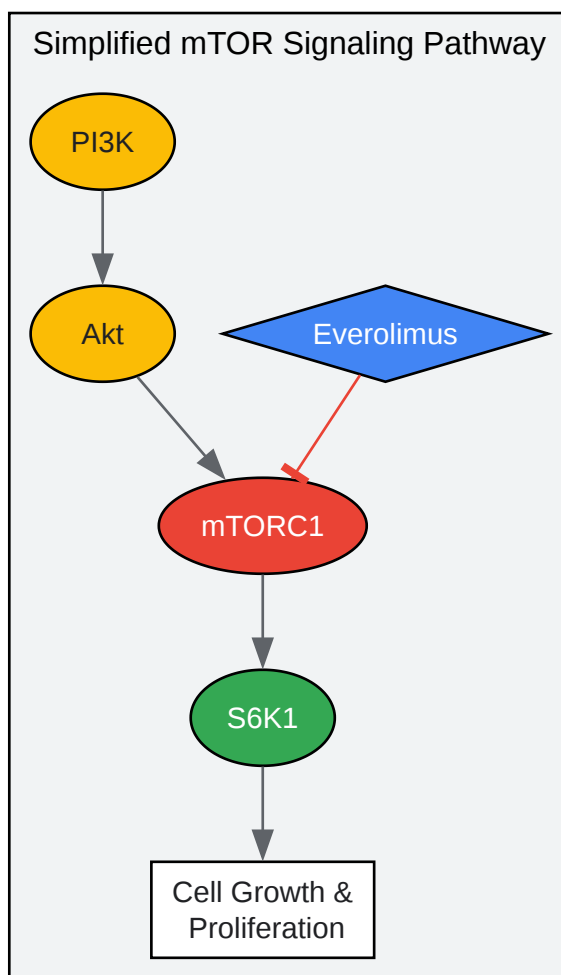 Simplified mTOR Signaling Pathway
PI3K
Akt
Everolimus
mTORC1
S6K1
Cell Growth &
Proliferation